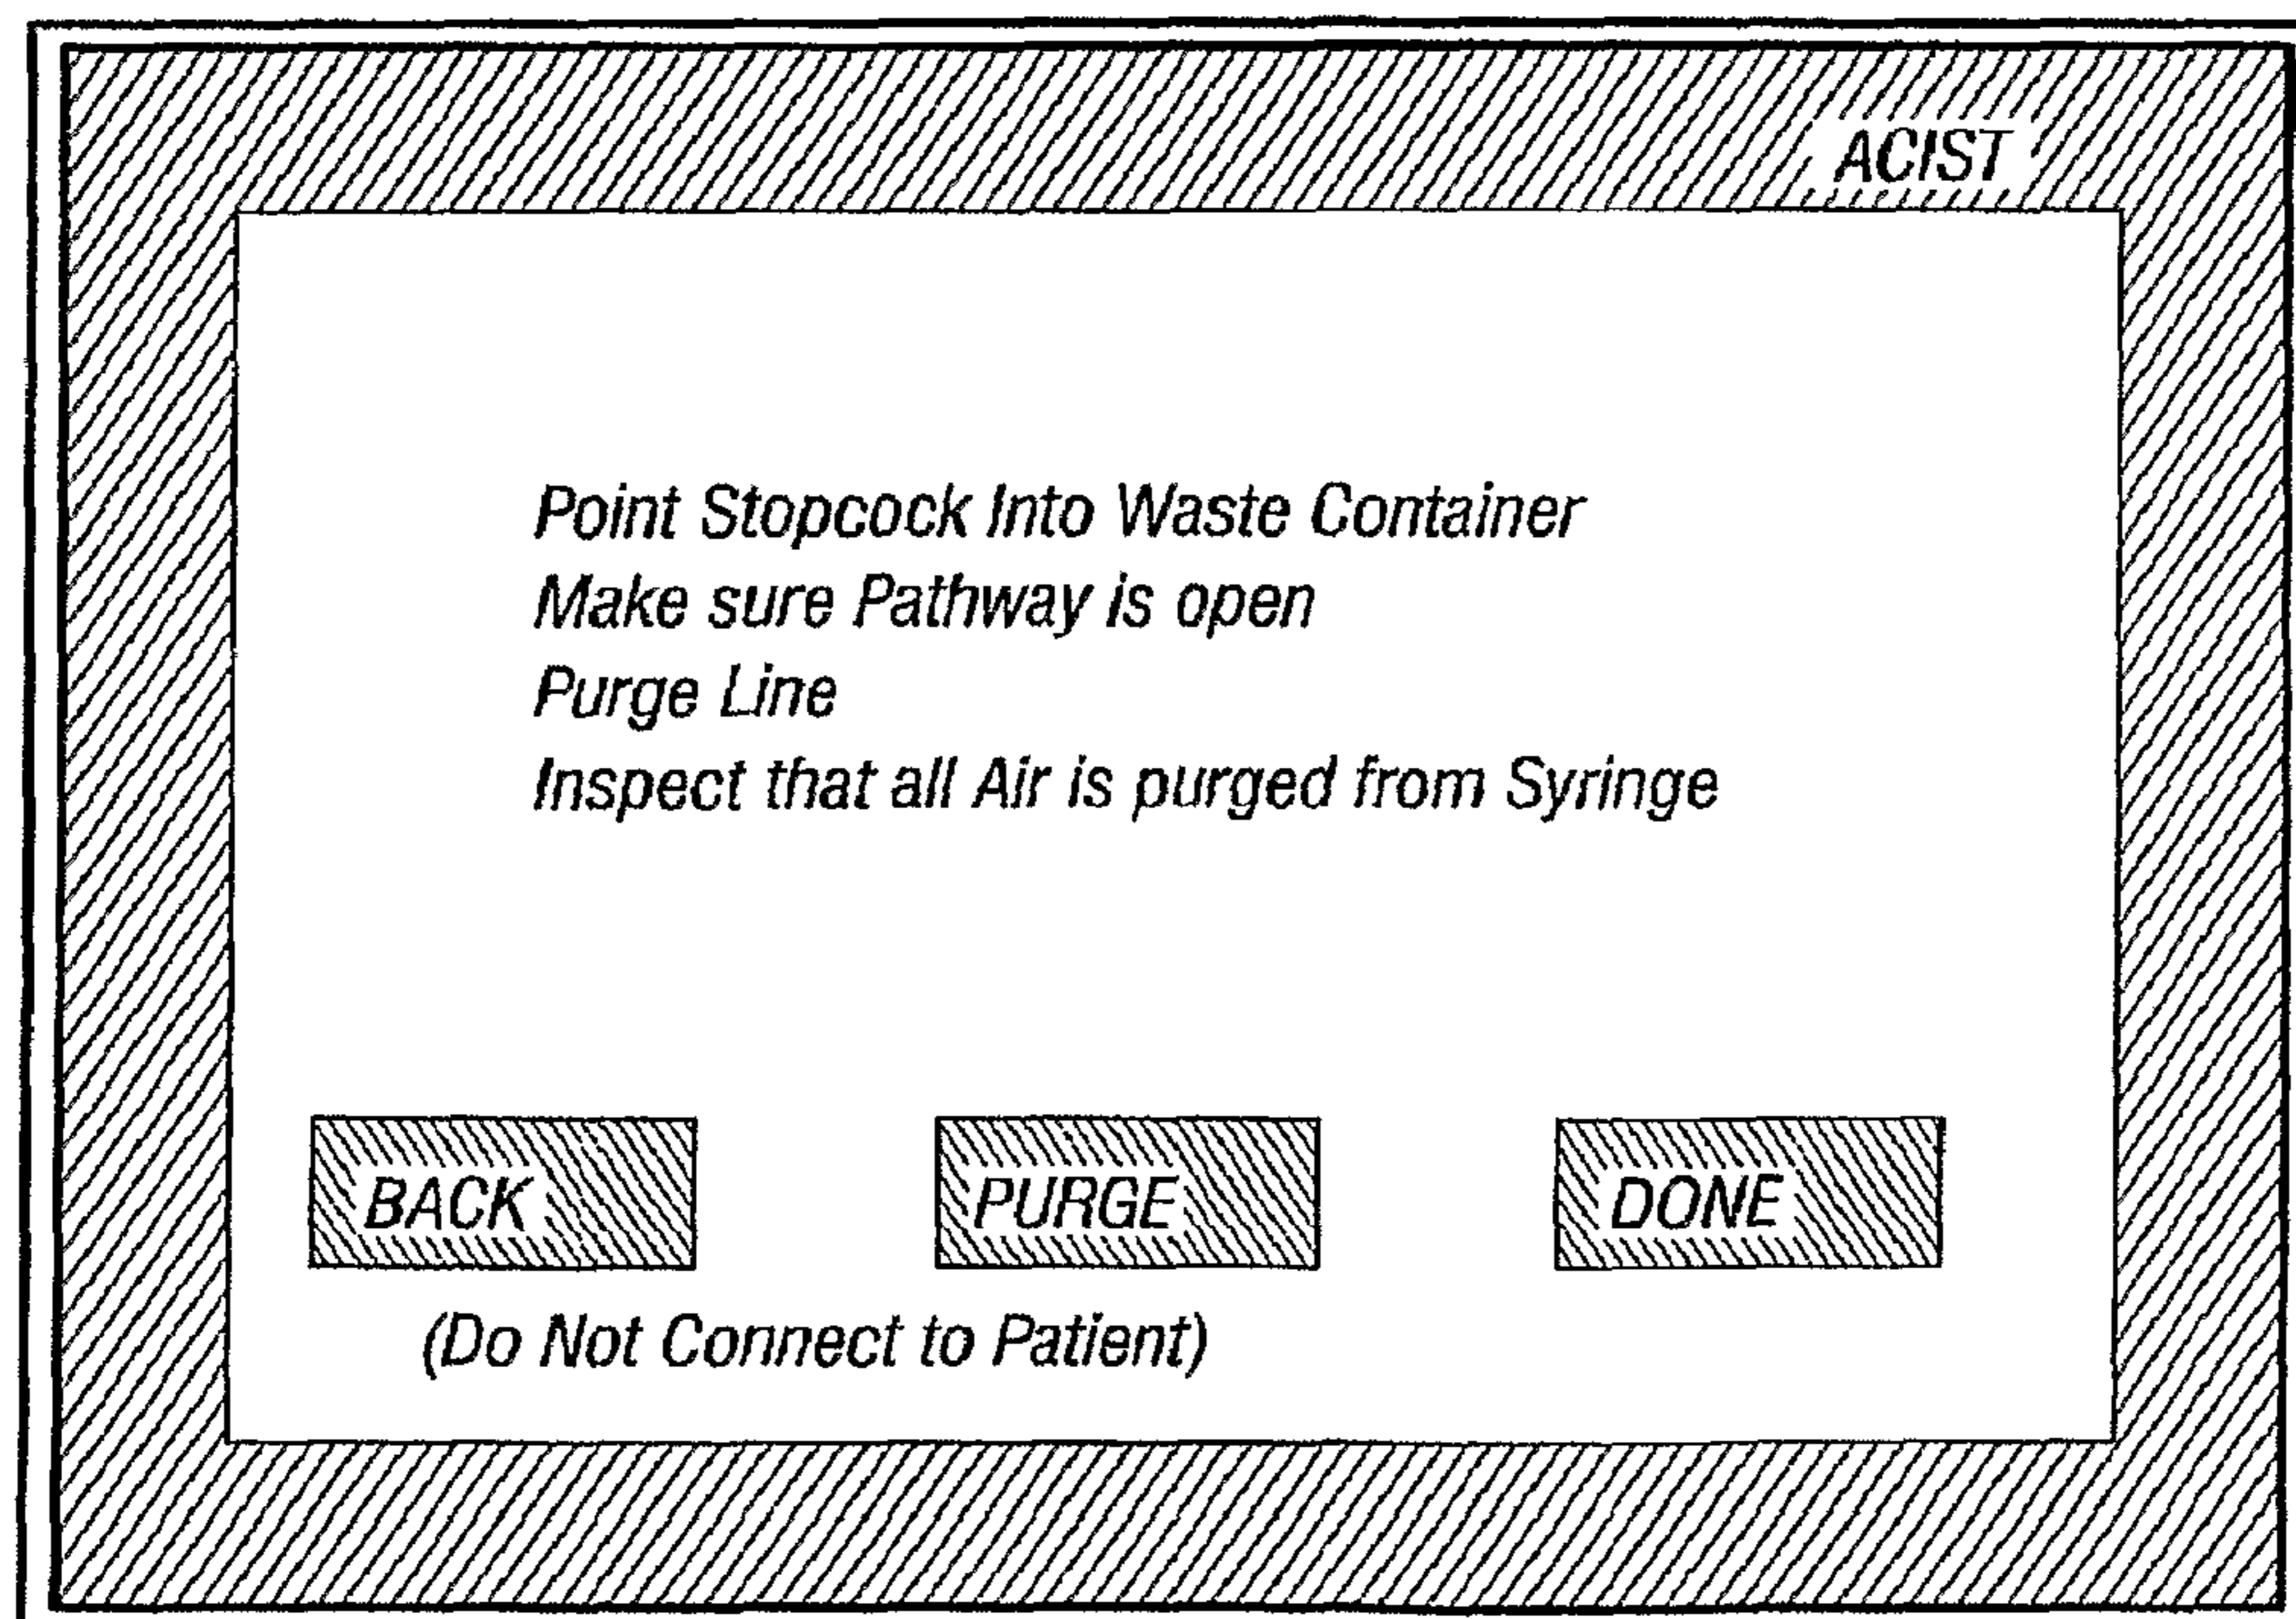 ACIST
Point Stopcock Into Waste Container
Make sure Pathway is open
Purge Line
Inspect that all Air is purged from Syringe
BACK PURGE DONE
(Do Not Connect to Patient)